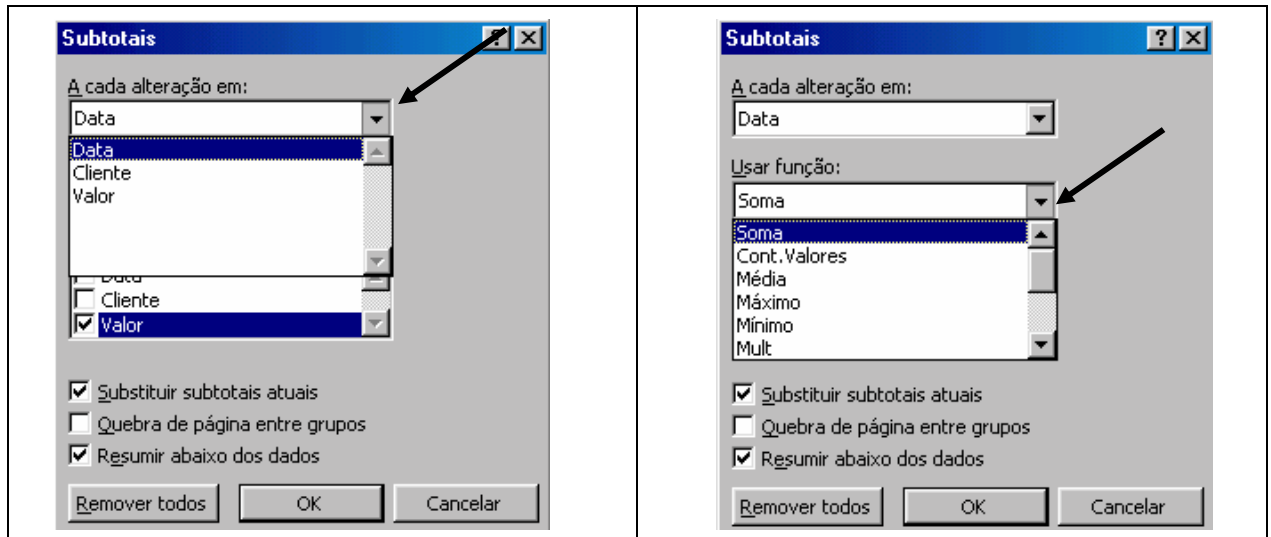 Subtotais
A cada alteração em:
Data
Data
Cliente
Valor
Data
Cliente
Valor
Substituir subtotais atuais
Quebra de página entre grupos
Resumir abaixo dos dados
Remover todos
OK
Cancelar
Subtotais
A cada alteração em:
Data
Usar função:
Soma
Soma
Cont.Valores
Média
Máximo
Mínimo
Mult
Substituir subtotais atuais
Quebra de página entre grupos
Resumir abaixo dos dados
Remover todos
OK
Cancelar